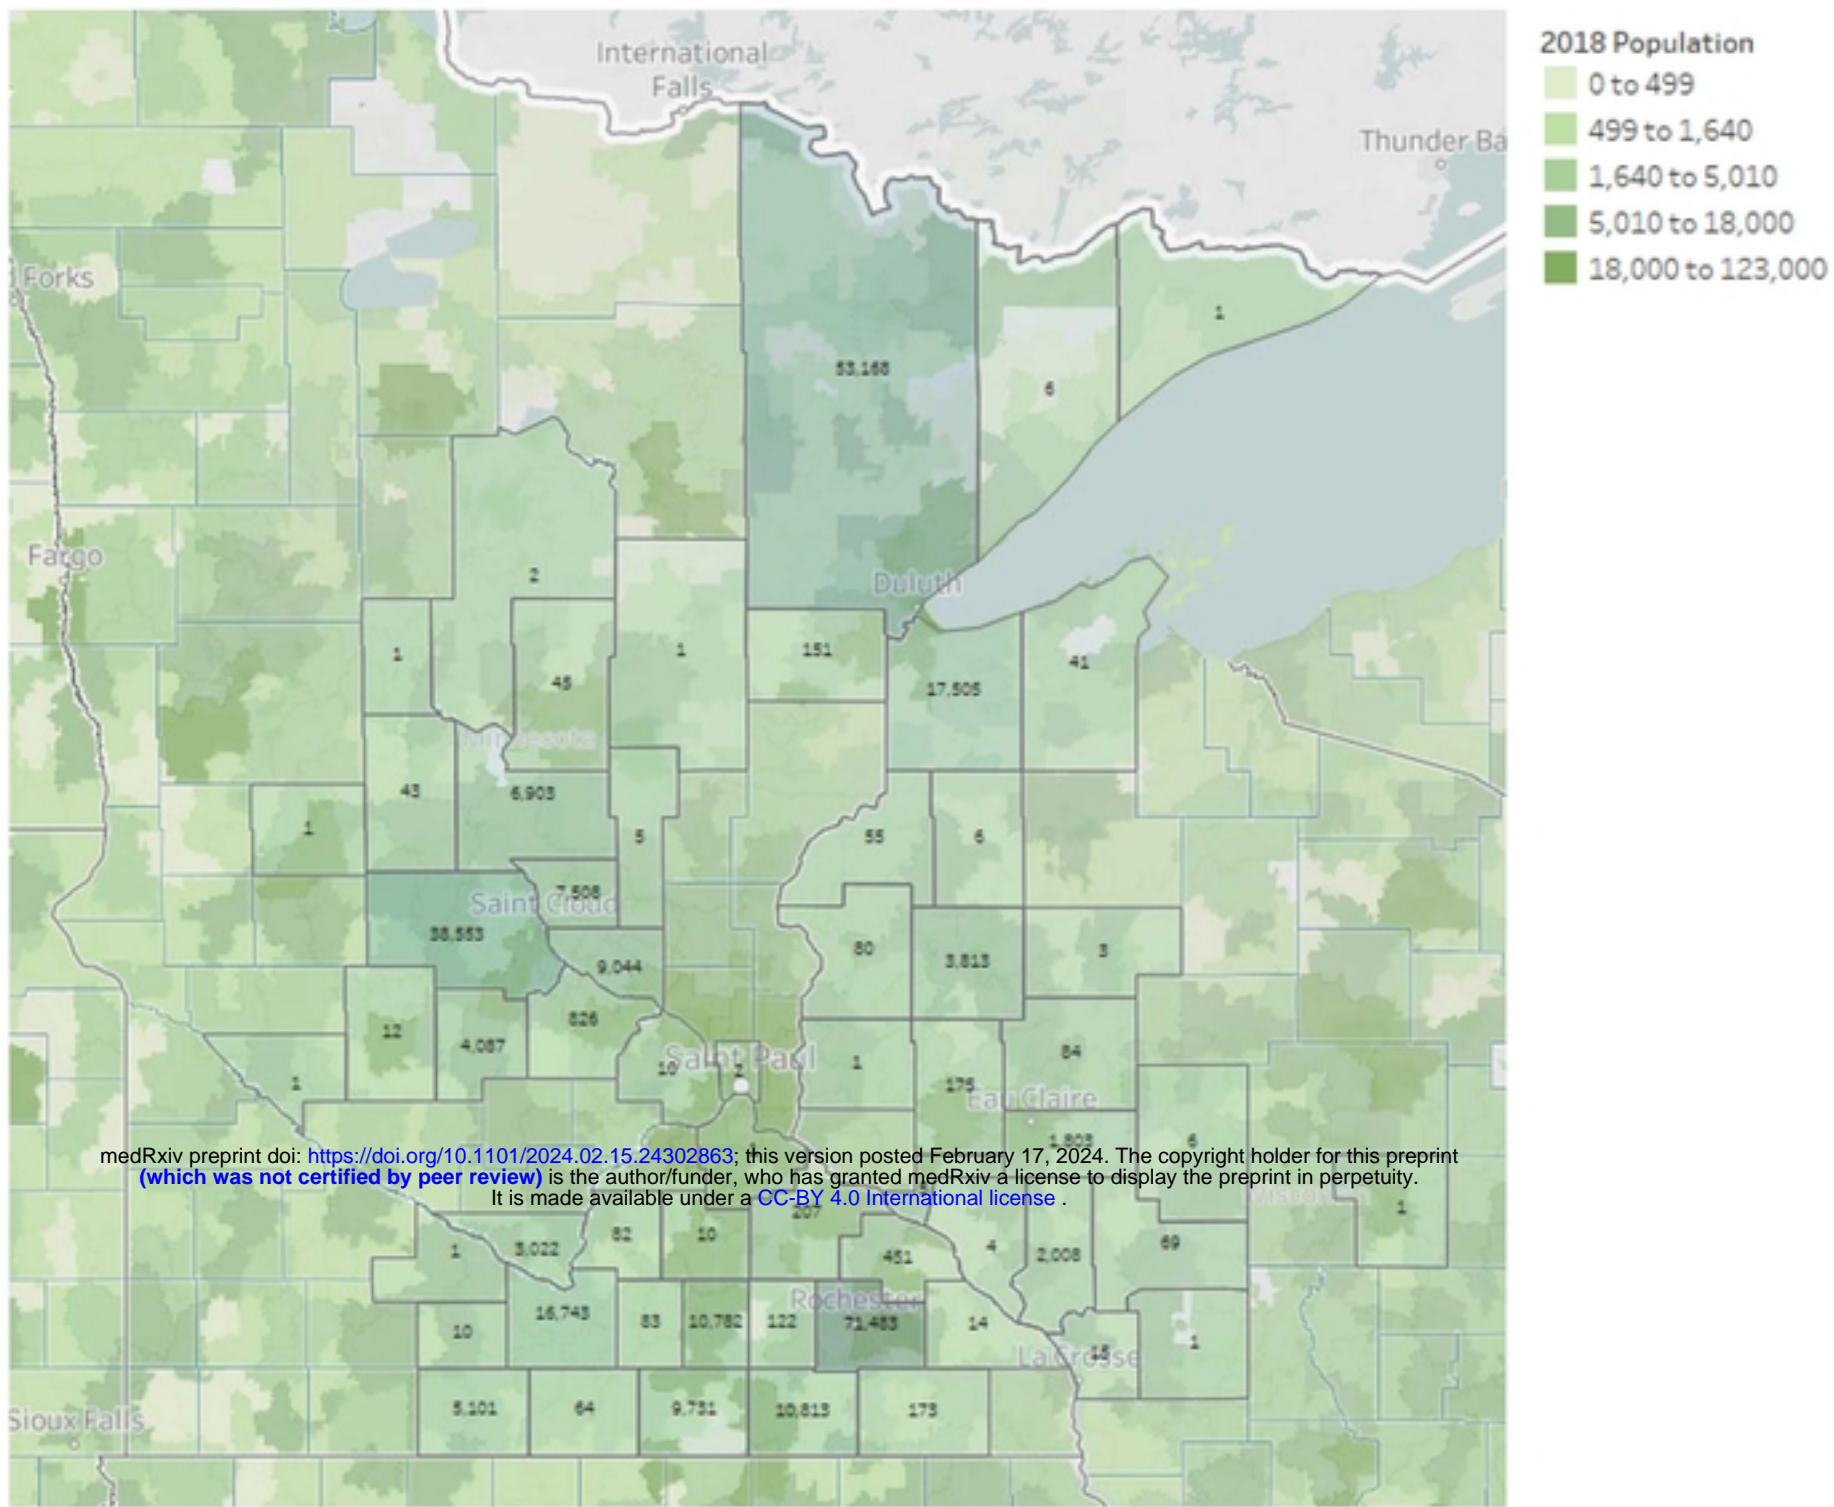 2018 Population
0 to 499
499 to 1,640
1,640 to 5,010
5,010 to 18,000
18,000 to 123,000
International
Falls
Thunder Ba
d Forks
1
53,168
6
Fargo
2
Duluth
1
45
1
151
17,505
41
Minnesota
43
6,903
1
5
55
6
7,508
Saint Cloud
38,553
9,044
80
3,813
3
12
4,087
826
1
10
Saint Paul
1
175
84
Eau Claire
1,803
6
medRxiv preprint doi: https://doi.org/10.1101/2024.02.15.24302863; this version posted February 17, 2024. The copyright holder for this preprint
(which was not certified by peer review) is the author/funder, who has granted medRxiv a license to display the preprint in perpetuity.
It is made available under a CC-BY 4.0 International license .
207
1
1
3,022
82
10
451
4
2,008
69
Rochester
10
16,743
83
10,782
122
71,483
14
15
1
La Crosse
Sioux Falls
5,101
64
9,731
10,813
173